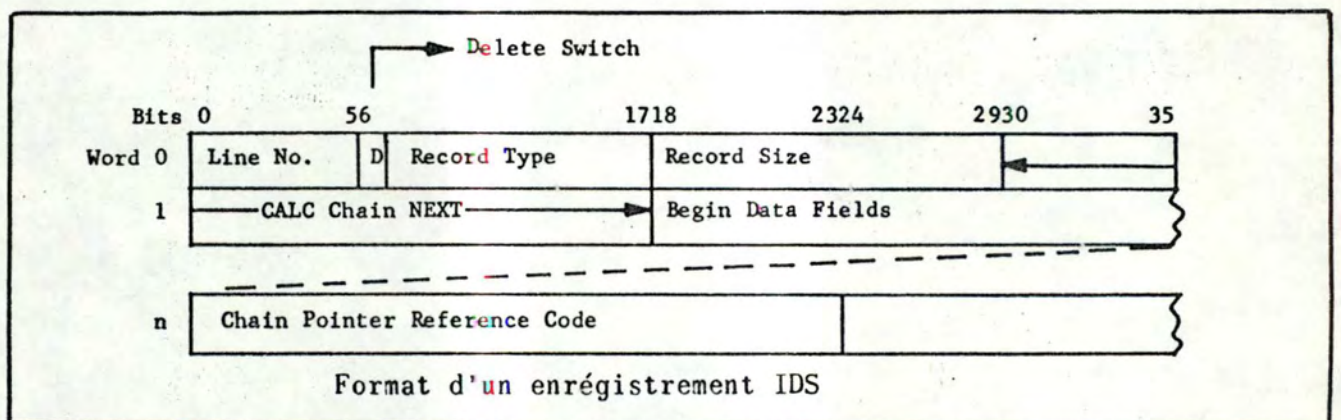 Delete Switch
Bits 0 56 1718 2324 2930 35
Word 0 Line No. D Record Type Record Size
1 CALC Chain NEXT Begin Data Fields
n Chain Pointer Reference Code
Format d'un enrégistrement IDS